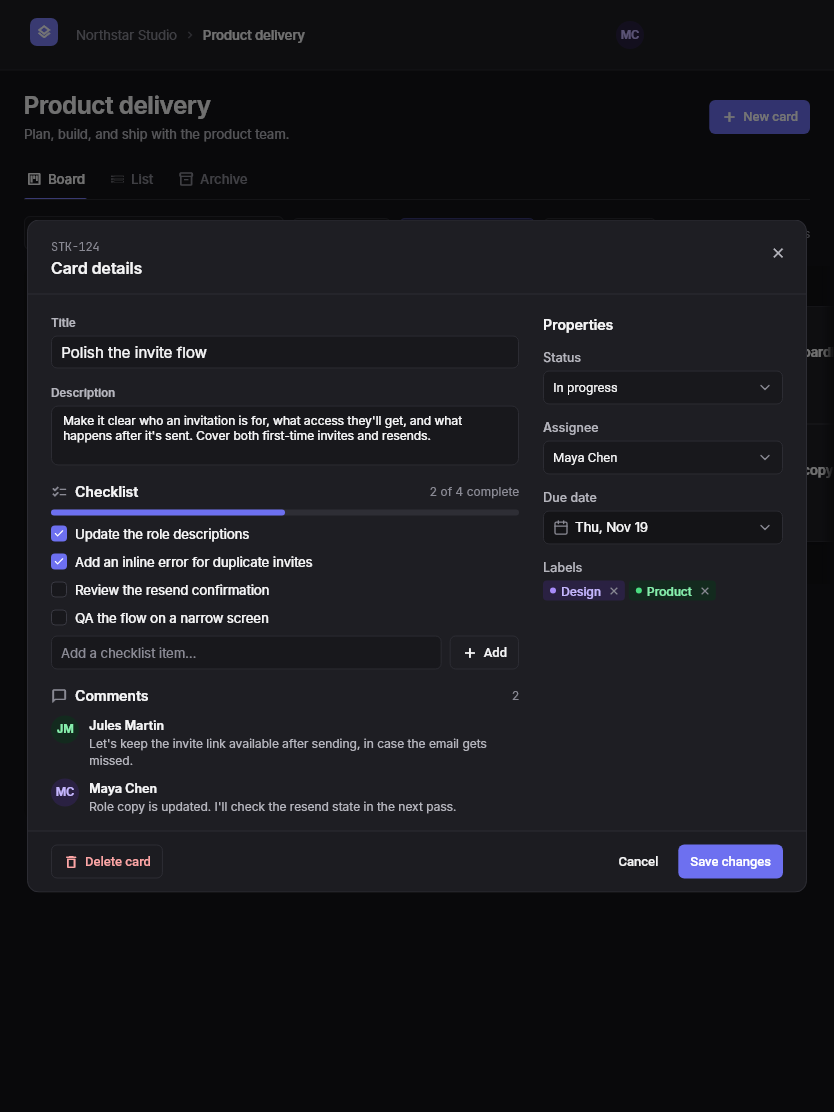 Northstar Studio › Product delivery
MC
Product delivery
Plan, build, and ship with the product team.
New card
Board
List
Archive
STK-124
Card details
Title
Polish the invite flow
Description
Make it clear who an invitation is for, what access they'll get, and what
happens after it's sent. Cover both first-time invites and resends.
Checklist
2 of 4 complete
Update the role descriptions
Add an inline error for duplicate invites
Review the resend confirmation
QA the flow on a narrow screen
Add a checklist item...
Add
Comments
2
JM
Jules Martin
Let's keep the invite link available after sending, in case the email gets
missed.
MC
Maya Chen
Role copy is updated. I'll check the resend state in the next pass.
Properties
Status
In progress
Assignee
Maya Chen
Due date
Thu, Nov 19
Labels
Design
Product
copy
Delete card
Cancel
Save changes